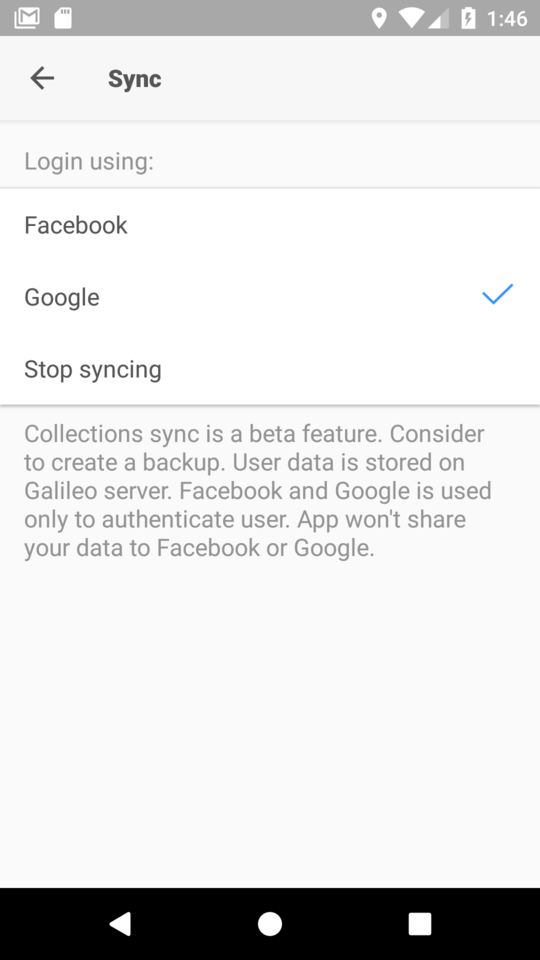 1:46
Sync
Login using:
Facebook
Google
Stop syncing
Collections sync is a beta feature. Consider
to create a backup. User data is stored on
Galileo server. Facebook and Google is used
only to authenticate user. App won't share
your data to Facebook or Google.